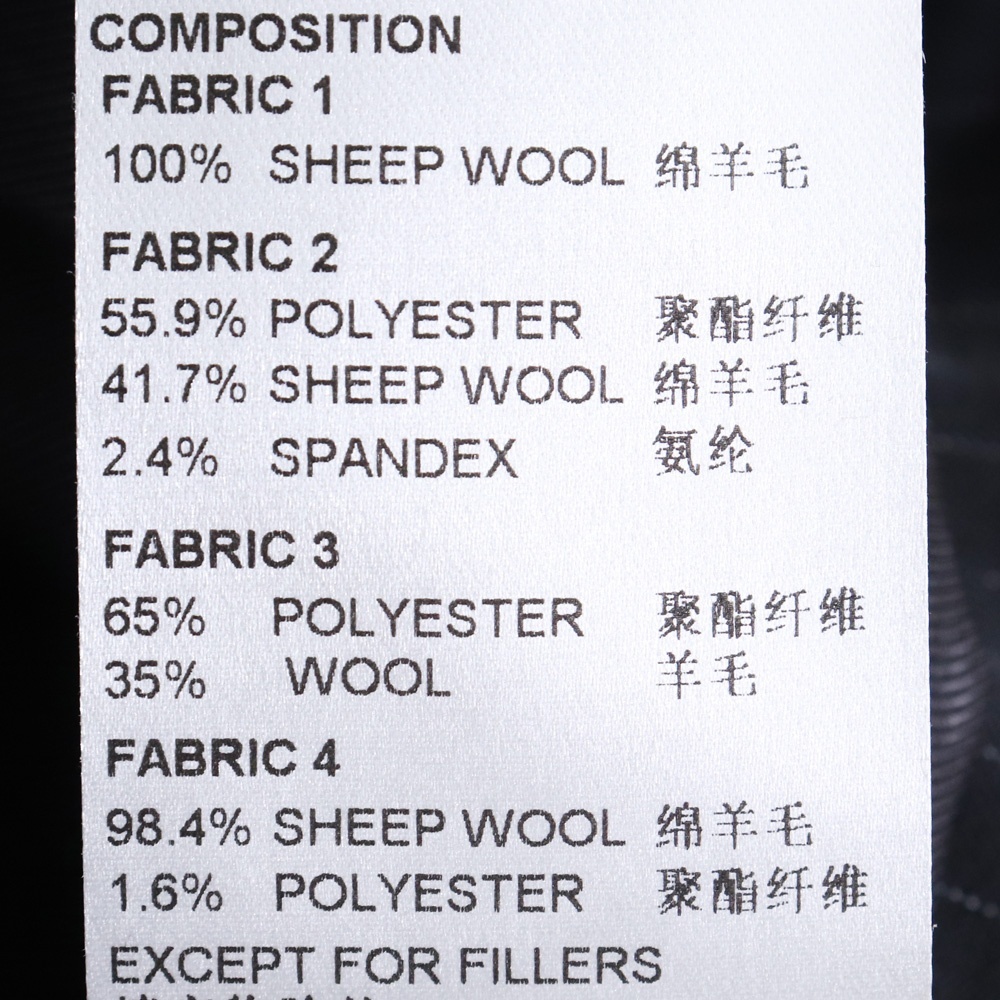 COMPOSITION
FABRIC 1
100% SHEEP WOOL 绵羊毛
FABRIC 2
55.9% POLYESTER 聚酯纤维
41.7% SHEEP WOOL 绵羊毛
2.4% SPANDEX 氨纶
FABRIC 3
65% POLYESTER 聚酯纤维
35% WOOL 羊毛
FABRIC 4
98.4% SHEEP WOOL 绵羊毛
1.6% POLYESTER 聚酯纤维
EXCEPT FOR FILLERS